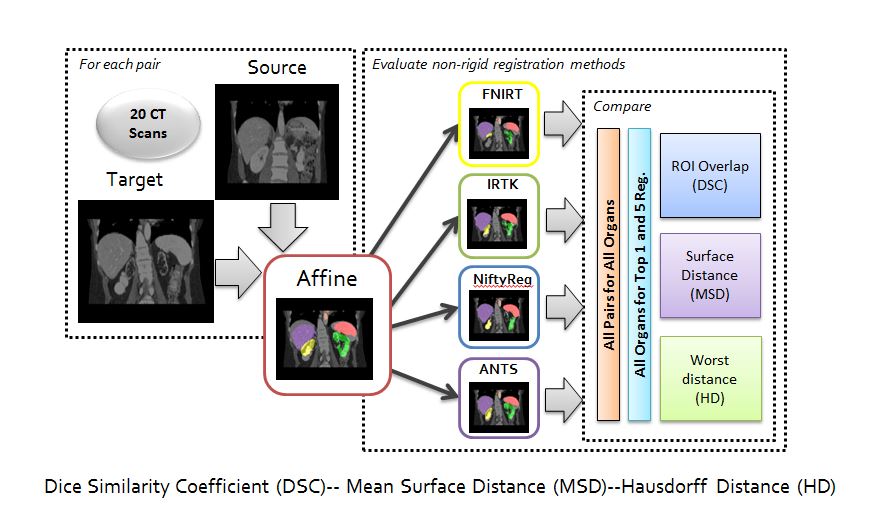 For each pair
Source
20 CT
Scans
Target
Affine
Evaluate non-rigid registration methods
FNIRT
IRTK
NiftyReg
ANTS
Compare
All Pairs for All Organs
All Organs for Top 1 and 5 Reg.
ROI Overlap
(DSC)
Surface
Distance
(MSD)
Worst
distance
(HD)
Dice Similarity Coefficient (DSC)-- Mean Surface Distance (MSD)--Hausdorff Distance (HD)